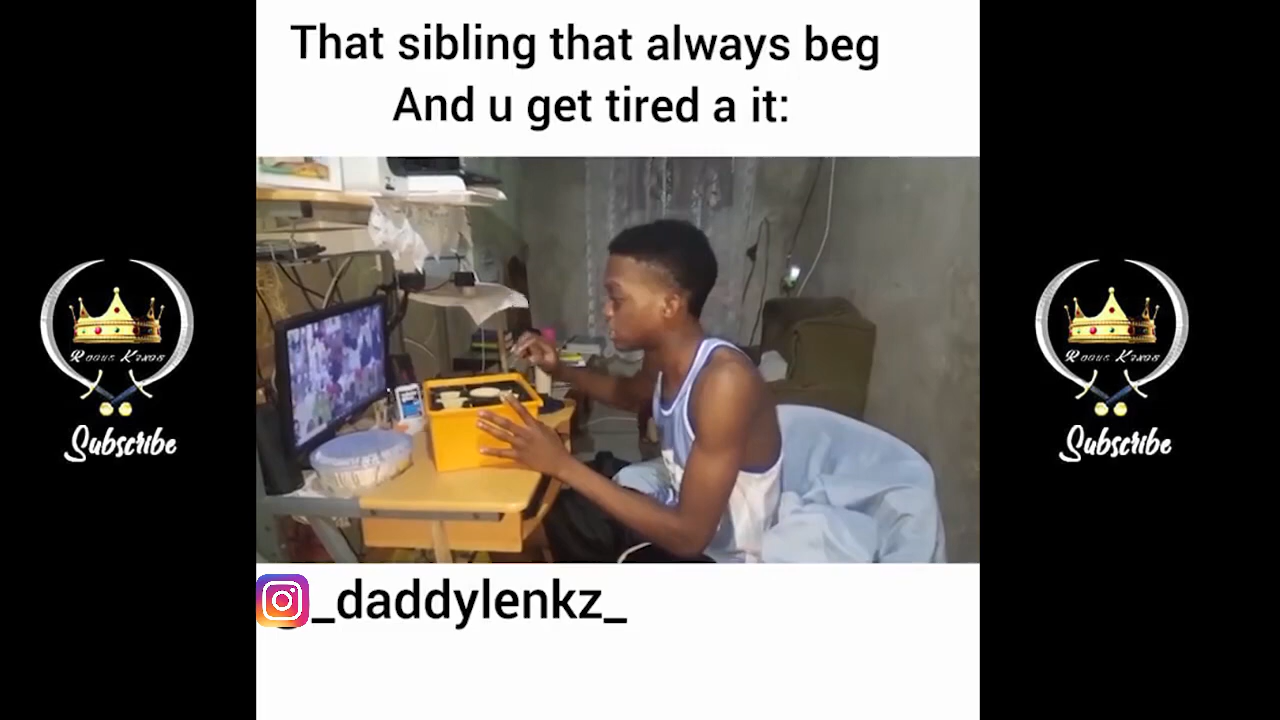 That sibling that always beg
And u get tired a it:
Subscribe
Subscribe
_daddylenkz_